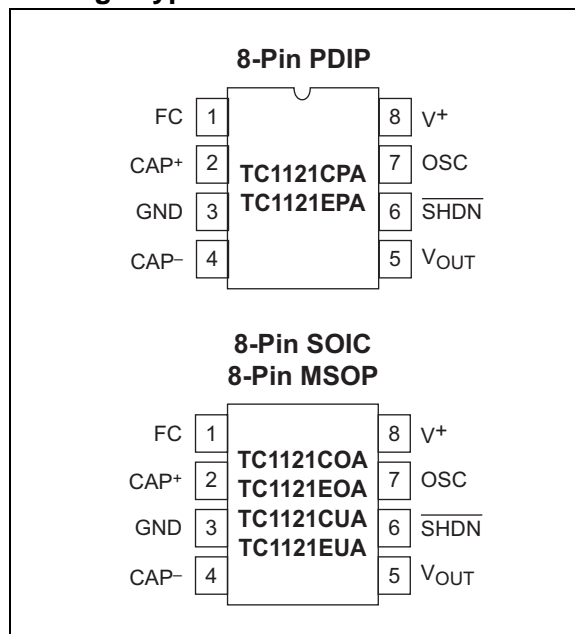 8-Pin PDIP
FC 1 8 V+
CAP+ 2 7 OSC
TC1121CPA
TC1121EPA
GND 3 6 SHDN
CAP– 4 5 VOUT
8-Pin SOIC
8-Pin MSOP
FC 1 8 V+
CAP+ 2 7 OSC
TC1121COA
TC1121EOA
TC1121CUA
TC1121EUA
GND 3 6 SHDN
CAP– 4 5 VOUT